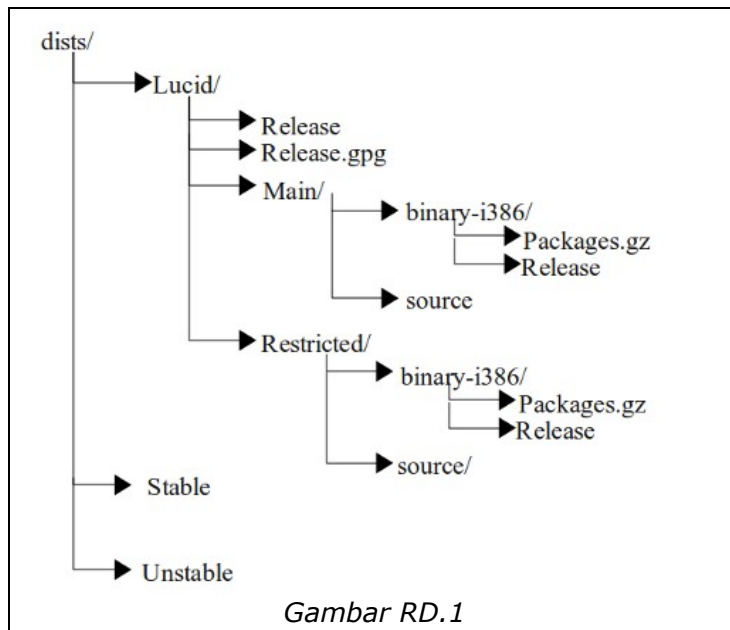 dists/
Lucid/
Release
Release.gpg
Main/
binary-i386/
Packages.gz
Release
source
Restricted/
binary-i386/
Packages.gz
Release
source/
Stable
Unstable
Gambar RD.1